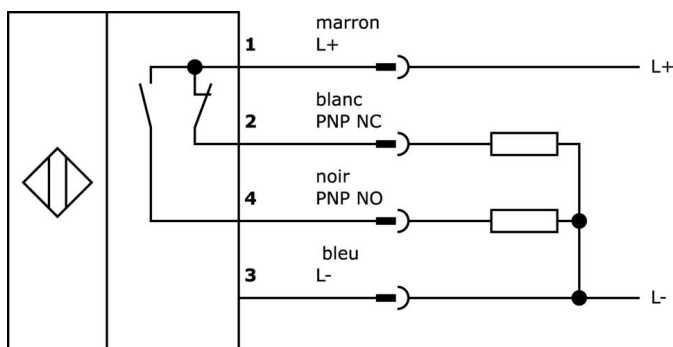 marron
1 L+
L+
blanc
2 PNP NC
noir
4 PNP NO
bleu
3 L-
L-